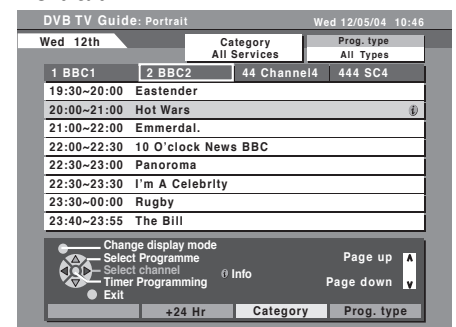 DVB TV Guide: Portrait Wed 12/05/04 10:46
Wed 12th Category Prog. type
All Services All Types
1 BBC1 2 BBC2 44 Channel4 444 SC4
19:30~20:00 Eastender
20:00~21:00 Hot Wars i
21:00~22:00 Emmerdal.
22:00~22:30 10 O'clock News BBC
22:30~23:00 Panoroma
22:30~23:30 I'm A Celebrity
23:30~00:00 Rugby
23:40~23:55 The Bill
Change display mode
Select Programme Page up
Select channel i Info
Timer Programming Page down
Exit
+24 Hr Category Prog. type